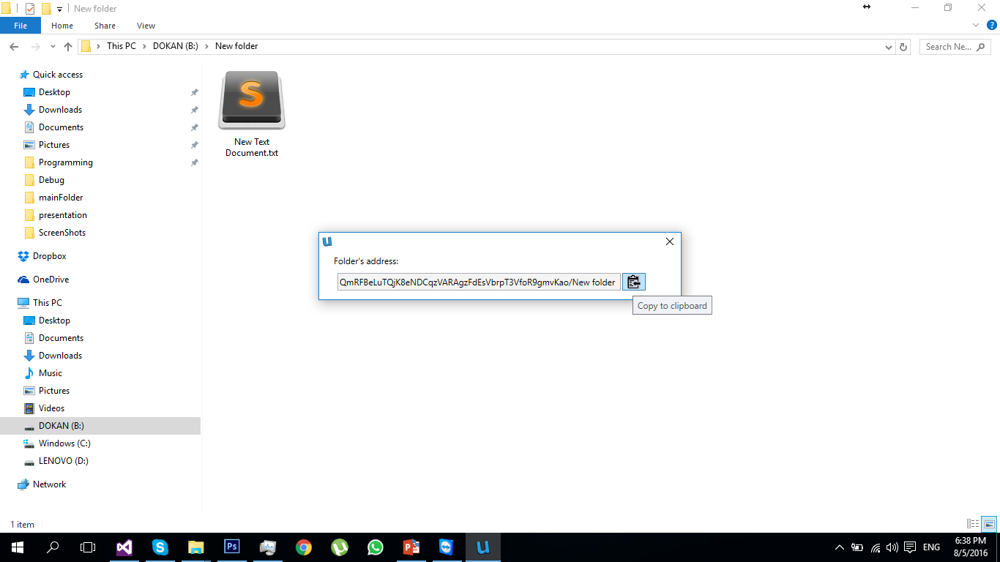 New folder
File Home Share View
This PC DOKAN (B:) New folder
Search Ne...
Quick access
Desktop
Downloads
Documents
Pictures
Programming
Debug
mainFolder
presentation
ScreenShots
Dropbox
OneDrive
This PC
Desktop
Documents
Downloads
Music
Pictures
Videos
DOKAN (B:)
Windows (C:)
LENOVO (D:)
Network
S
New Text
Document.txt
Folder's address:
QmRFBeLuTQjK8eNDCqzVARAgzFdEsVbrpT3VfoR9gmvKao/New folder
Copy to clipboard
1 item
Ps
ENG
6:38 PM
8/5/2016